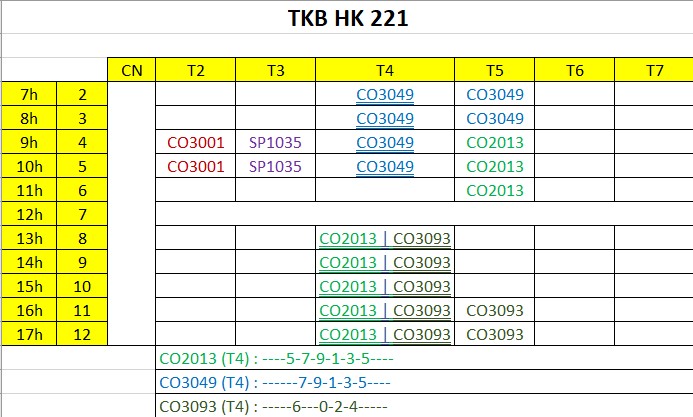 TKB HK 221
CN T2 T3 T4 T5 T6 T7
7h 2 CO3049 CO3049
8h 3 CO3049 CO3049
9h 4 CO3001 SP1035 CO3049 CO2013
10h 5 CO3001 SP1035 CO3049 CO2013
11h 6 CO2013
12h 7
13h 8 CO2013 | CO3093
14h 9 CO2013 | CO3093
15h 10 CO2013 | CO3093
16h 11 CO2013 | CO3093 CO3093
17h 12 CO2013 | CO3093 CO3093
CO2013 (T4) : ----5-7-9-1-3-5----
CO3049 (T4) : ------7-9-1-3-5----
CO3093 (T4) : -----6---0-2-4-----